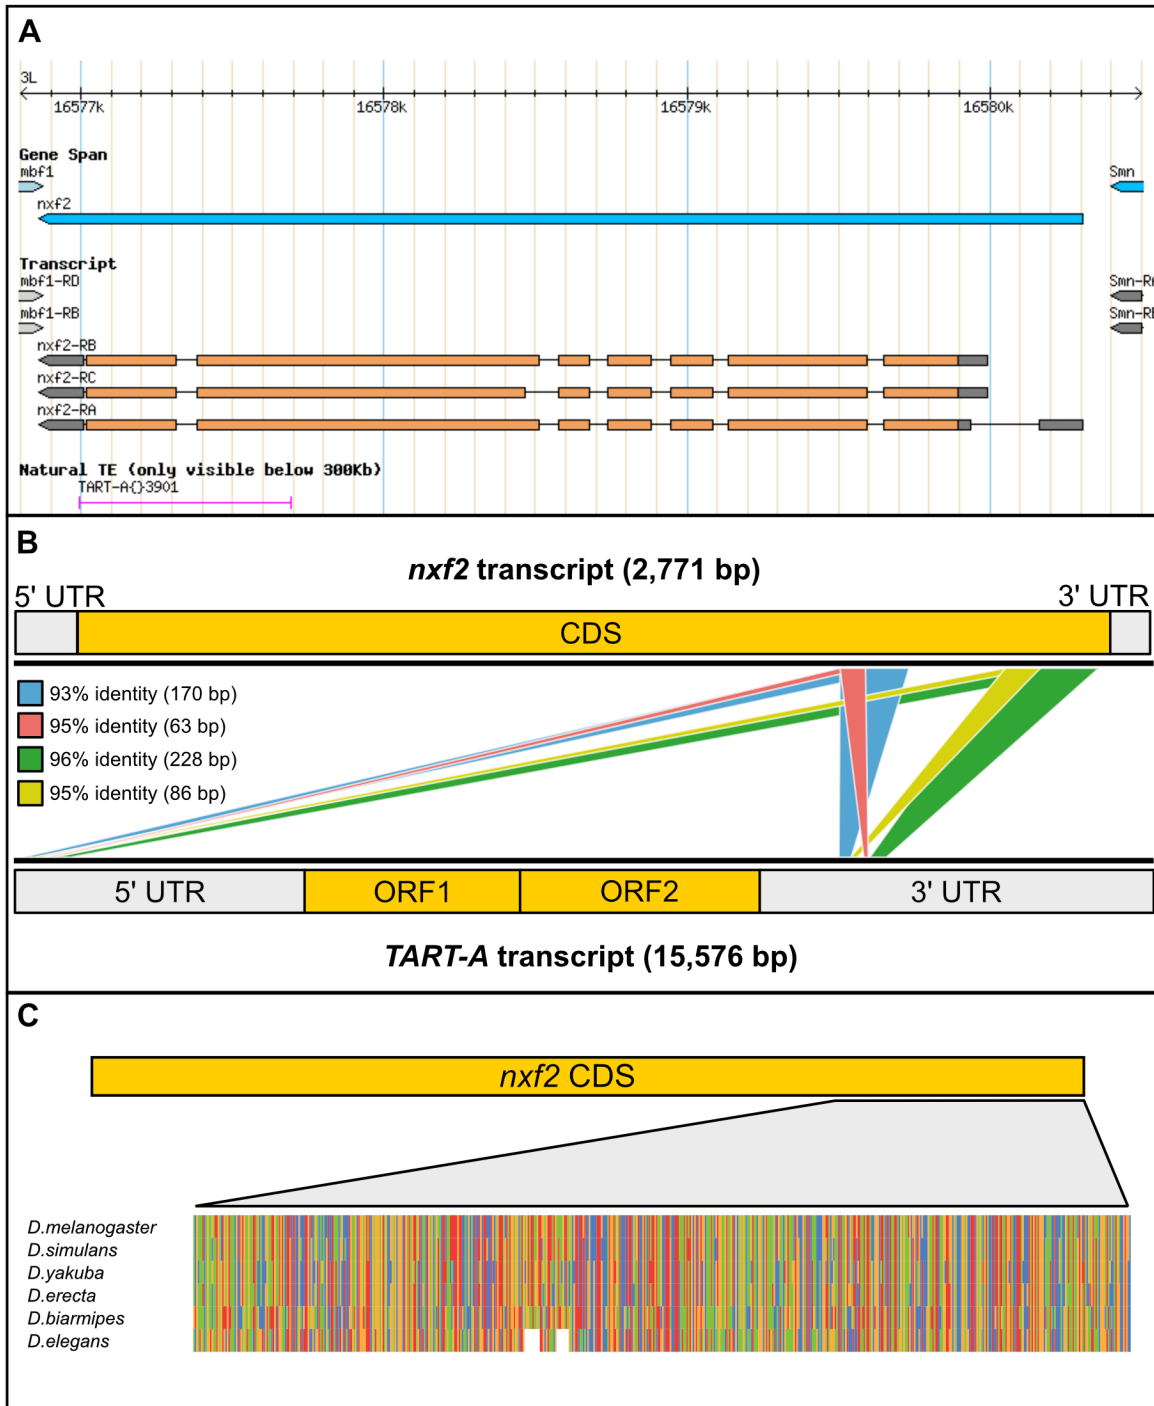 A
3L
16577k 16578k 16579k 16580k
Gene Span
mbf1 Smn
nxf2
Transcript
mbf1-RD Smn-RA
mbf1-RB
nxf2-RB
nxf2-RC
nxf2-RA
Natural TE (only visible below 300Kb)
TART-A{}3901
B
nxf2 transcript (2,771 bp)
5' UTR 3' UTR
CDS
93% identity (170 bp)
95% identity (63 bp)
96% identity (228 bp)
95% identity (86 bp)
5' UTR ORF1 ORF2 3' UTR
TART-A transcript (15,576 bp)
C
nxf2 CDS
D.melanogaster
D.simulans
D.yakuba
D.erecta
D.biarmipes
D.elegans